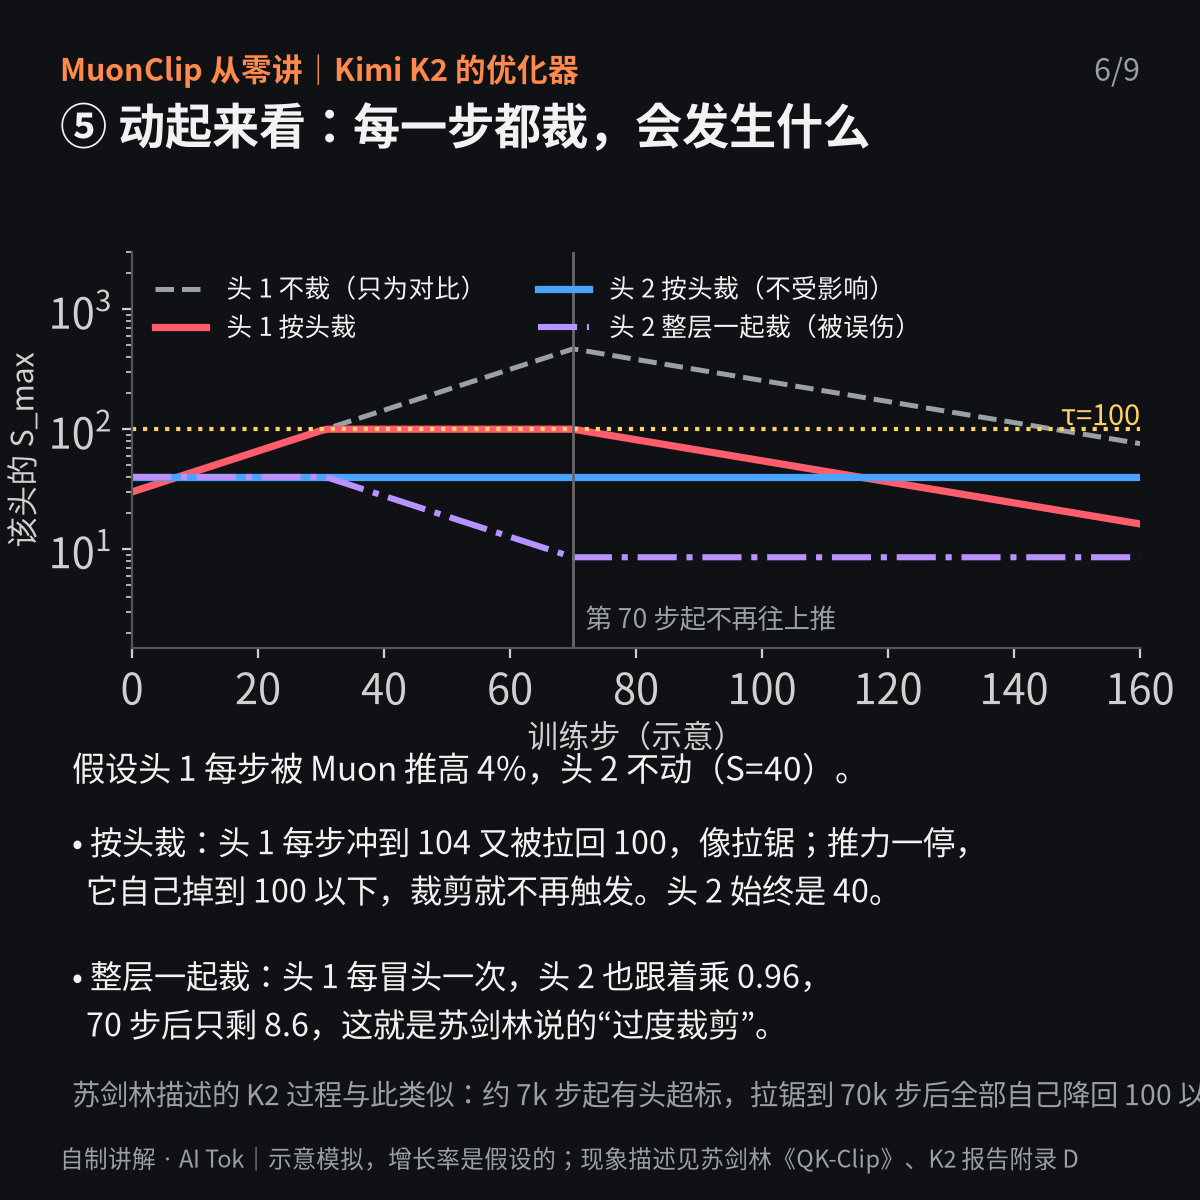 MuonClip 从零讲｜Kimi K2 的优化器
6/9
⑤ 动起来看：每一步都裁，会发生什么
头 1 不裁（只为对比）
头 1 按头裁
头 2 按头裁（不受影响）
头 2 整层一起裁（被误伤）
该头的 S_max
10³
10²
10¹
τ=100
第 70 步起不再往上推
0 20 40 60 80 100 120 140 160
训练步（示意）
假设头 1 每步被 Muon 推高 4%，头 2 不动（S=40）。
• 按头裁：头 1 每步冲到 104 又被拉回 100，像拉锯；推力一停，
它自己掉到 100 以下，裁剪就不再触发。头 2 始终是 40。
• 整层一起裁：头 1 每冒头一次，头 2 也跟着乘 0.96，
70 步后只剩 8.6，这就是苏剑林说的“过度裁剪”。
苏剑林描述的 K2 过程与此类似：约 7k 步起有头超标，拉锯到 70k 步后全部自己降回 100 以
自制讲解 · AI Tok｜示意模拟，增长率是假设的；现象描述见苏剑林《QK-Clip》、K2 报告附录 D